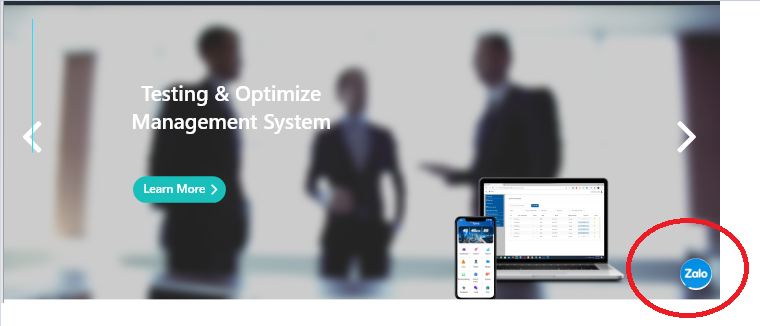 Testing & Optimize
Management System
Learn More
Zalo